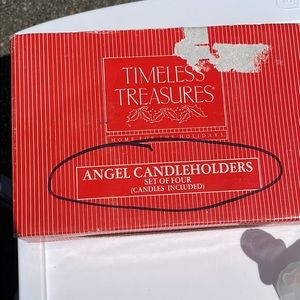 TIMELESS
TREASURES®
HOME FOR THE HOLIDAYS
ANGEL CANDLEHOLDERS
SET OF FOUR
(CANDLES INCLUDED)